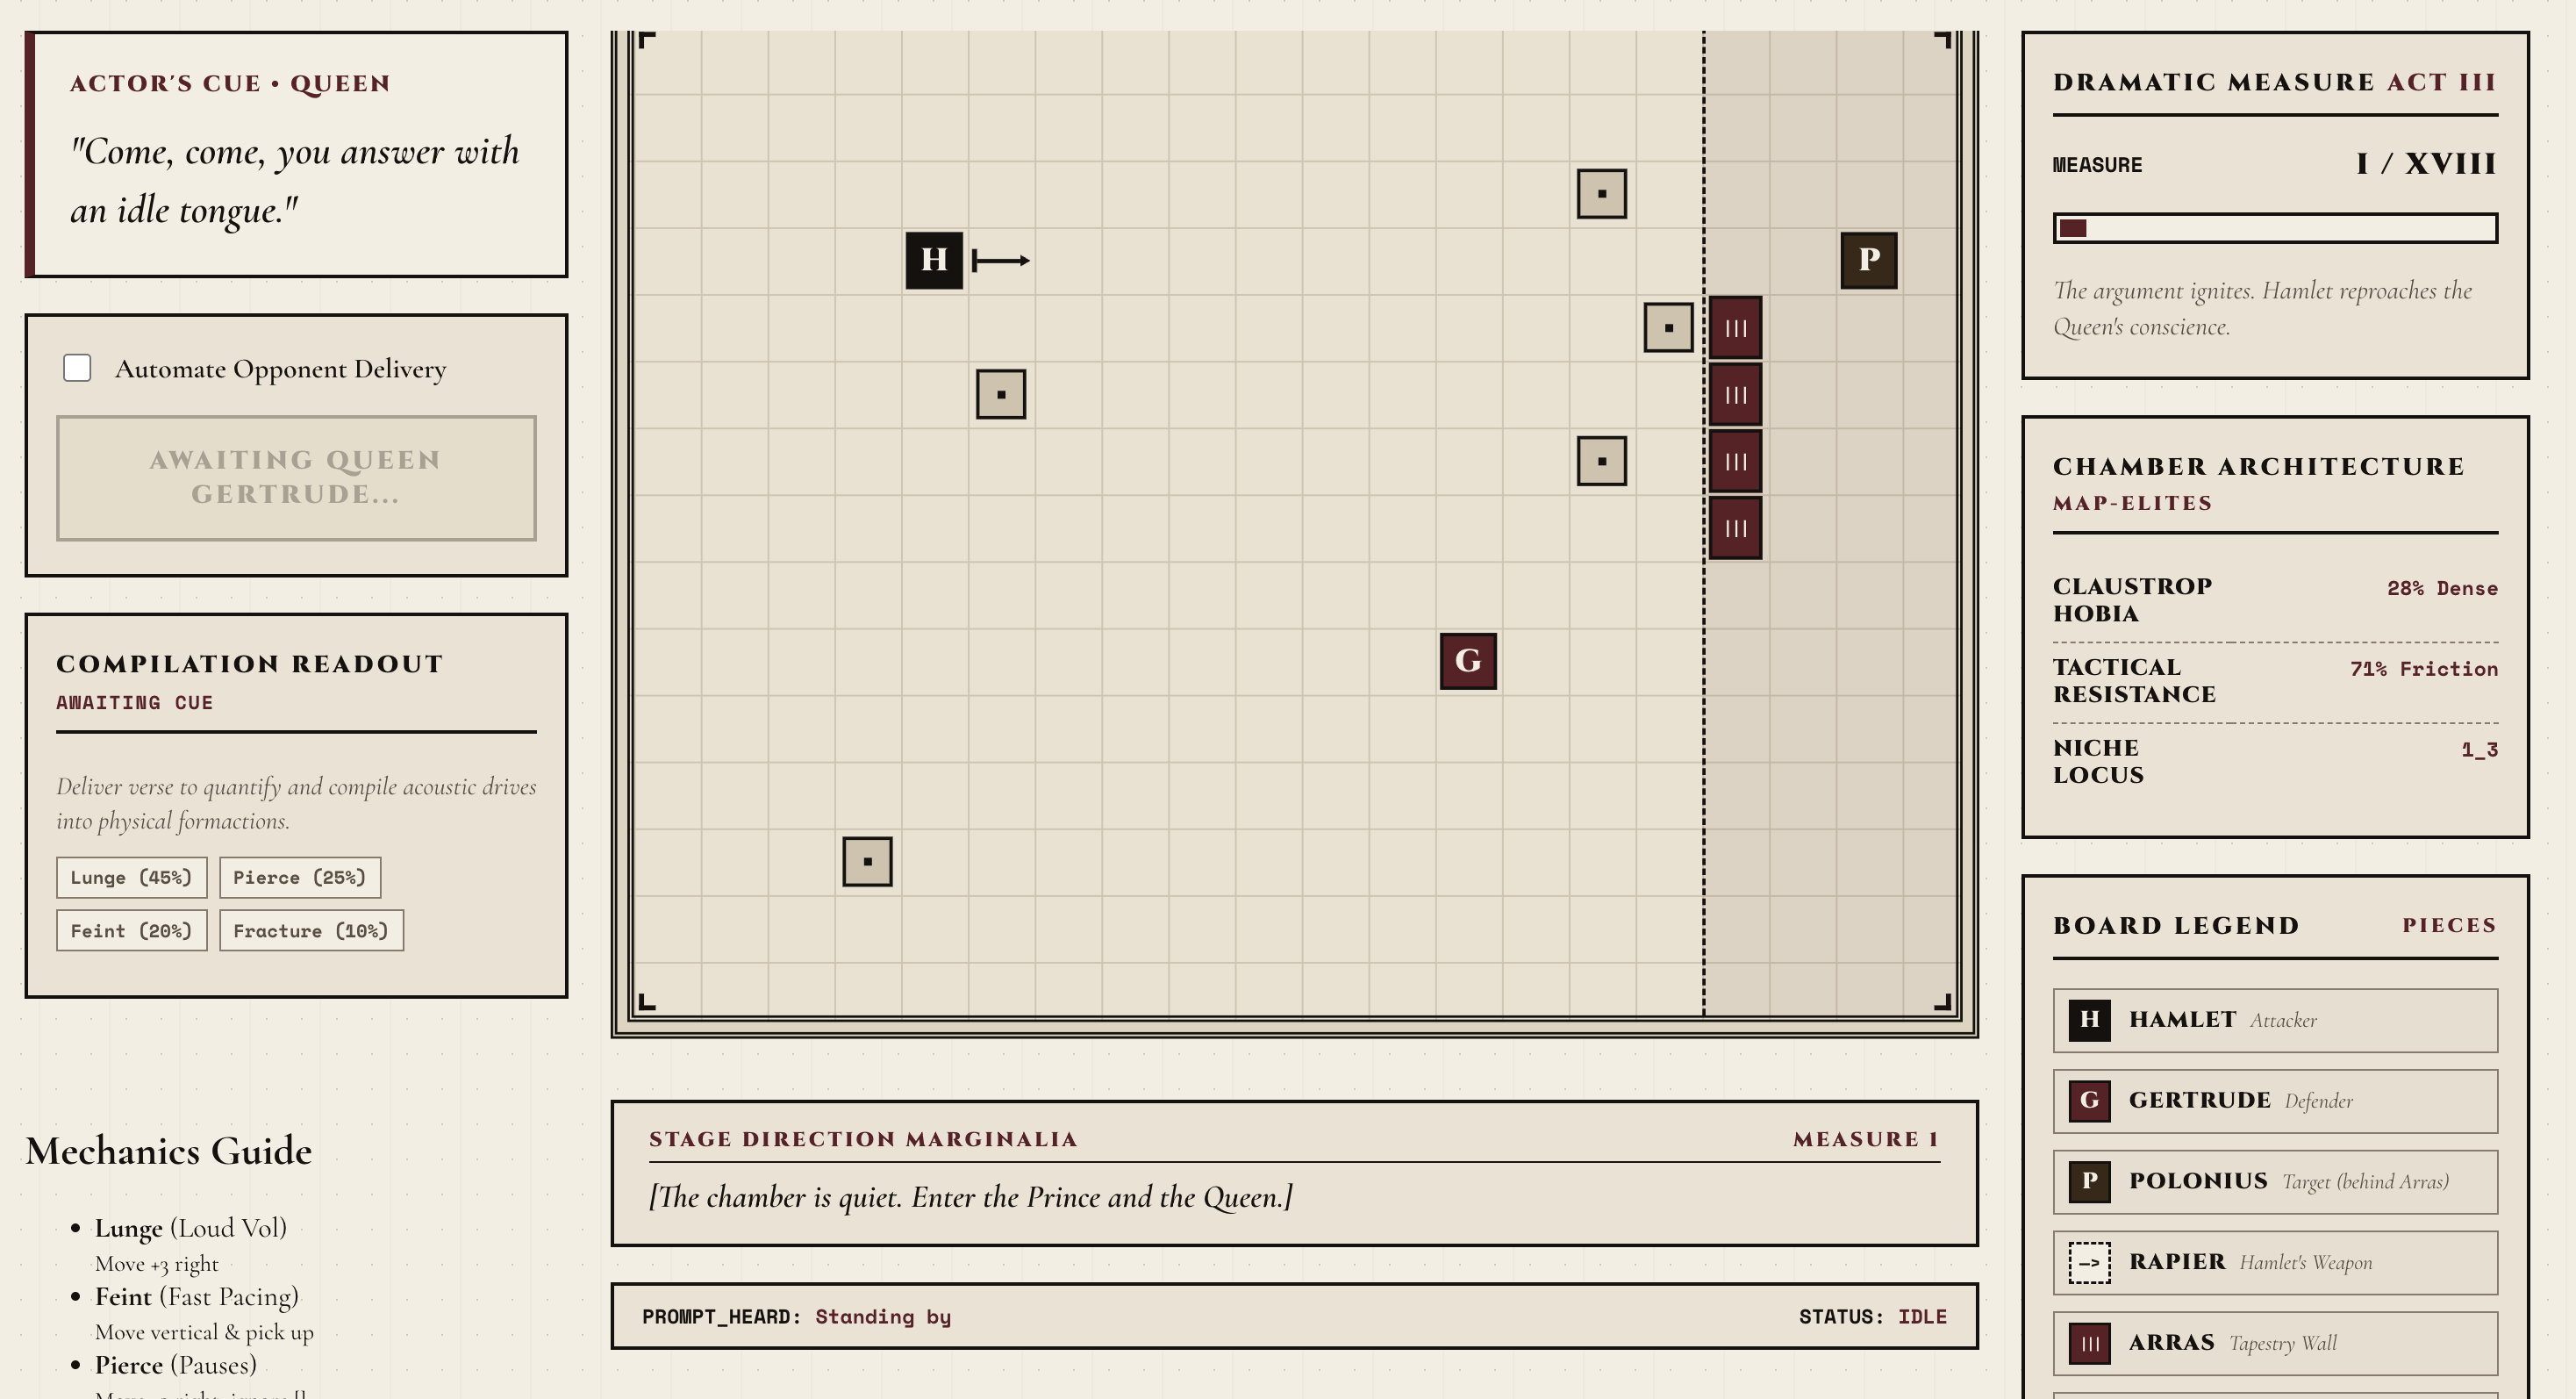 ACTOR'S CUE • QUEEN
"Come, come, you answer with
an idle tongue."
Automate Opponent Delivery
AWAITING QUEEN
GERTRUDE...
COMPILATION READOUT
AWAITING CUE
Deliver verse to quantify and compile acoustic drives
into physical formactions.
Lunge (45%) Pierce (25%)
Feint (20%) Fracture (10%)
Mechanics Guide
• Lunge (Loud Vol)
Move +3 right
• Feint (Fast Pacing)
Move vertical & pick up
• Pierce (Pauses)
H
P
G
STAGE DIRECTION MARGINALIA MEASURE 1
[The chamber is quiet. Enter the Prince and the Queen.]
PROMPT_HEARD: Standing by STATUS: IDLE
DRAMATIC MEASURE ACT III
MEASURE I / XVIII
The argument ignites. Hamlet reproaches the
Queen's conscience.
CHAMBER ARCHITECTURE
MAP-ELITES
CLAUSTROP 28% Dense
HOBIA
TACTICAL 71% Friction
RESISTANCE
NICHE 1_3
LOCUS
BOARD LEGEND PIECES
H HAMLET Attacker
G GERTRUDE Defender
P POLONIUS Target (behind Arras)
—> RAPIER Hamlet's Weapon
||| ARRAS Tapestry Wall